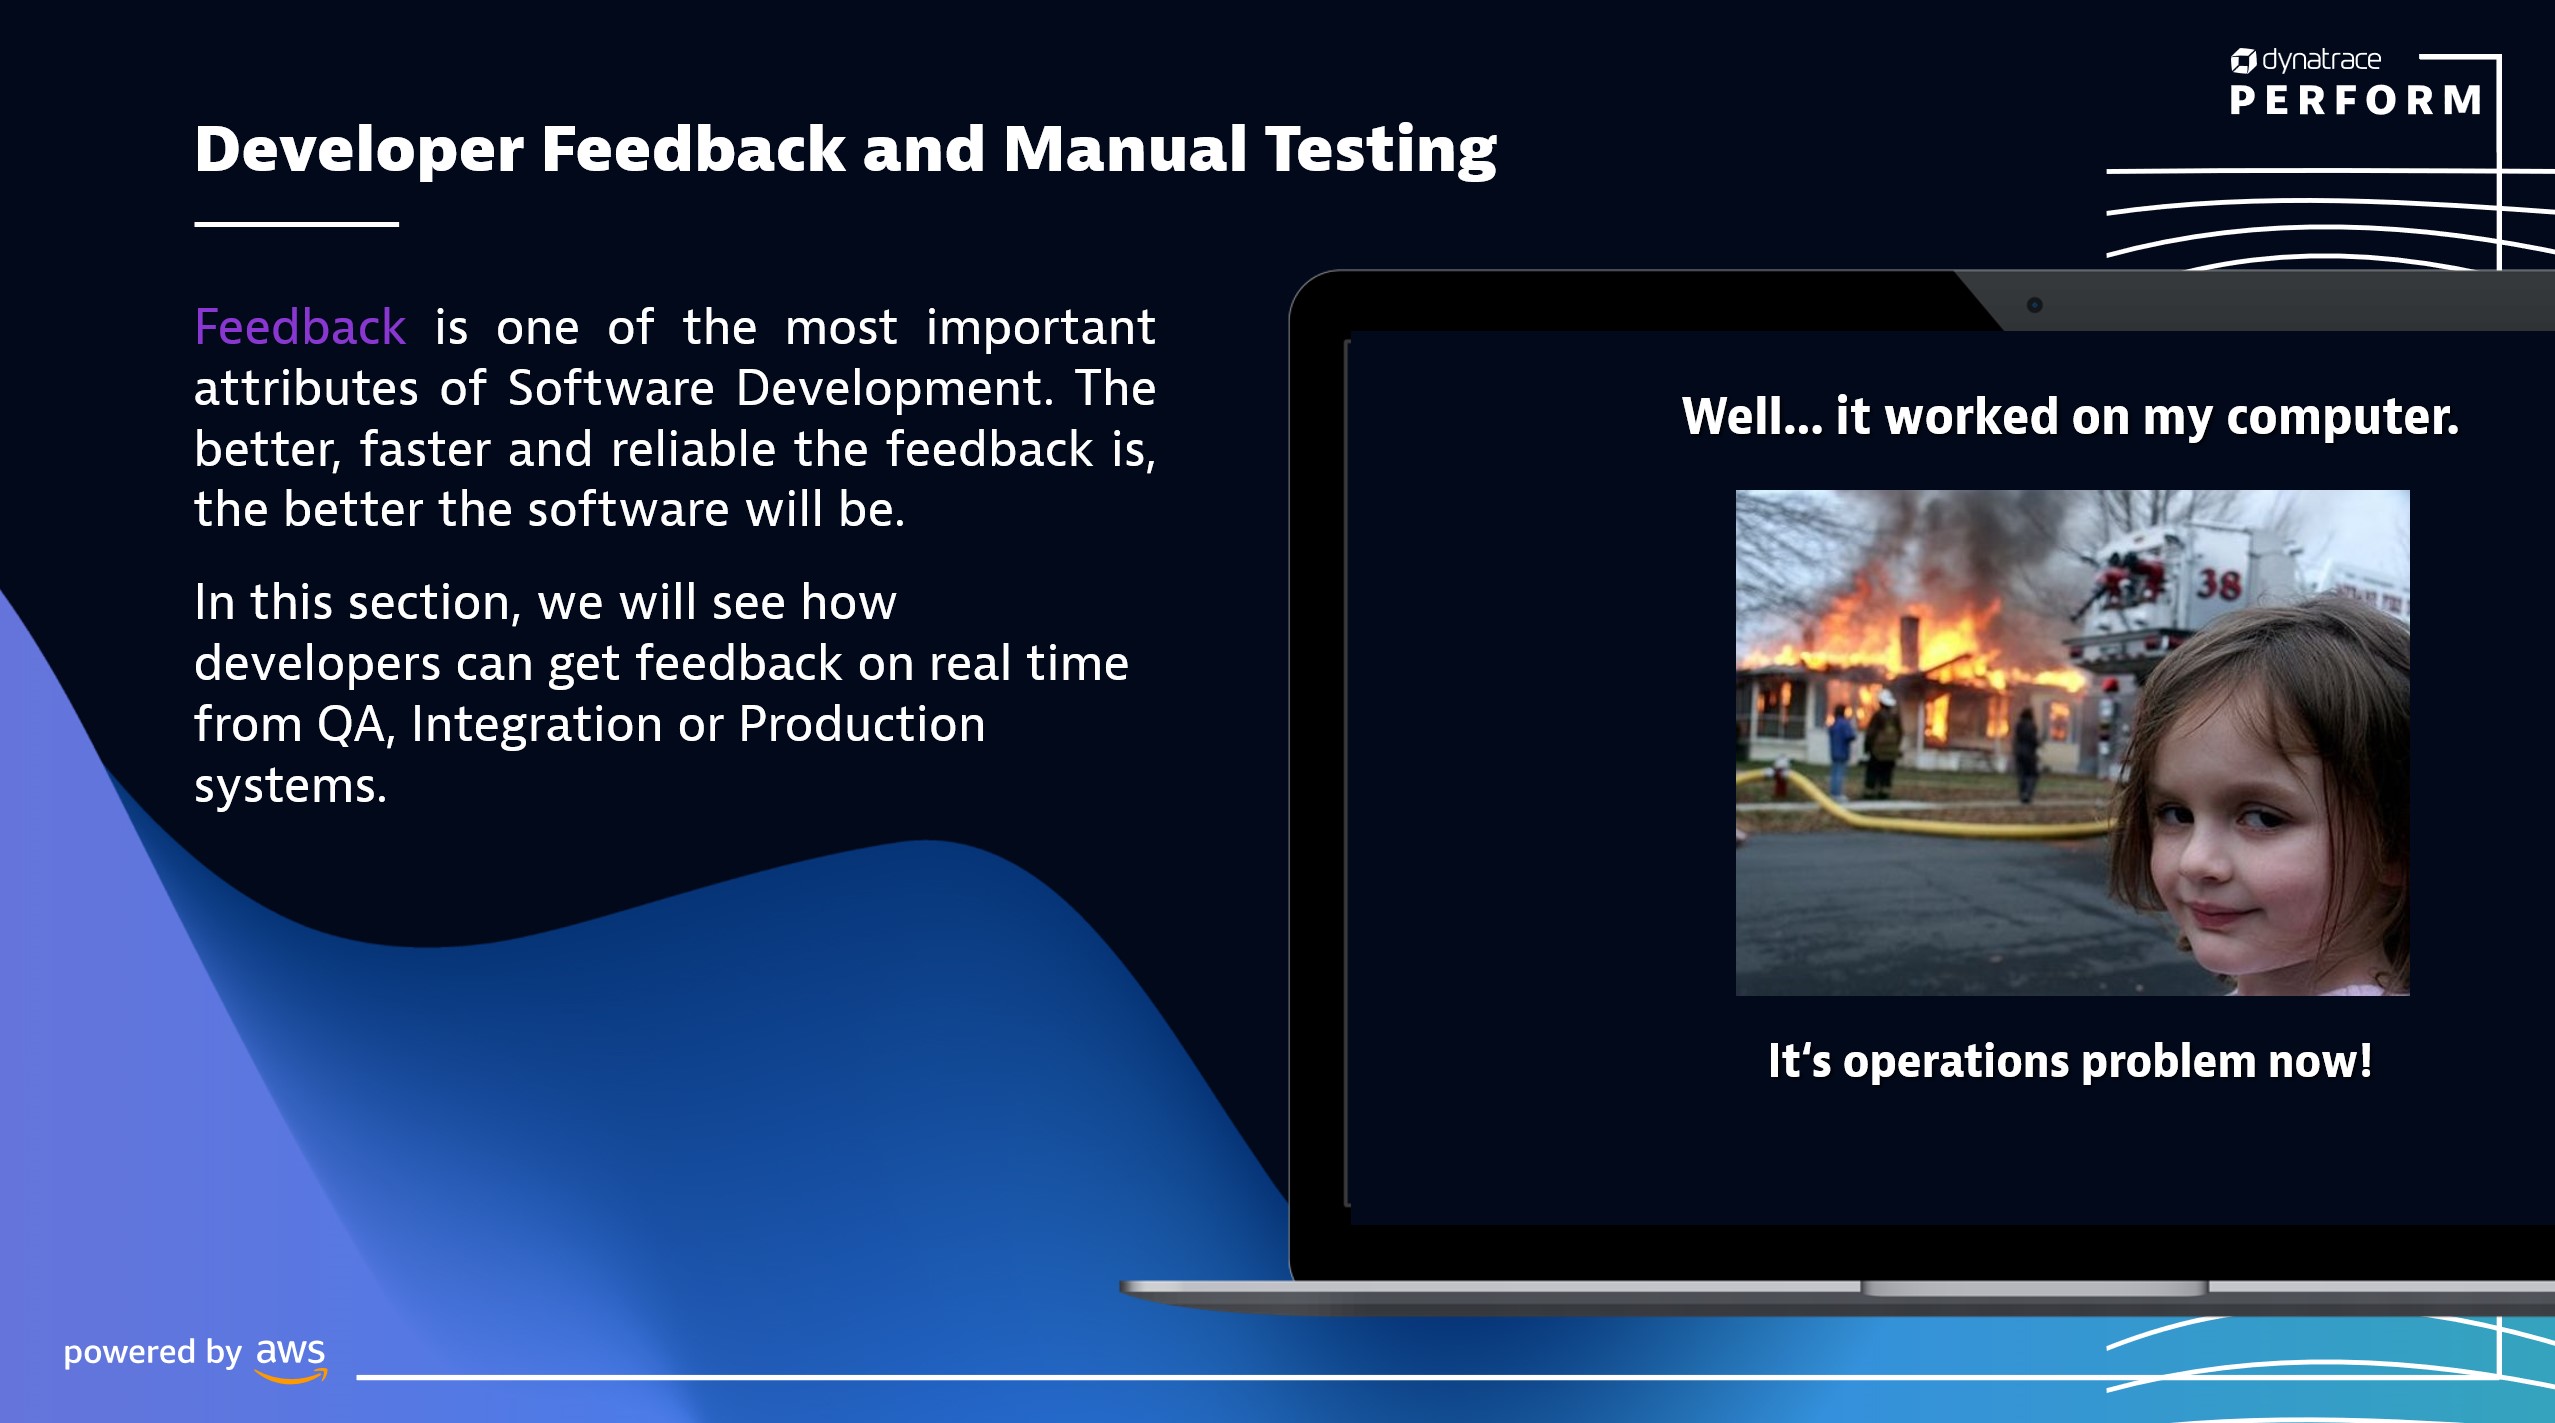 dynatrace
PERFORM
Developer Feedback and Manual Testing
Feedback is one of the most important
attributes of Software Development. The
better, faster and reliable the feedback is,
the better the software will be.
In this section, we will see how
developers can get feedback on real time
from QA, Integration or Production
systems.
Well... it worked on my computer.
38
It‘s operations problem now!
powered by aws